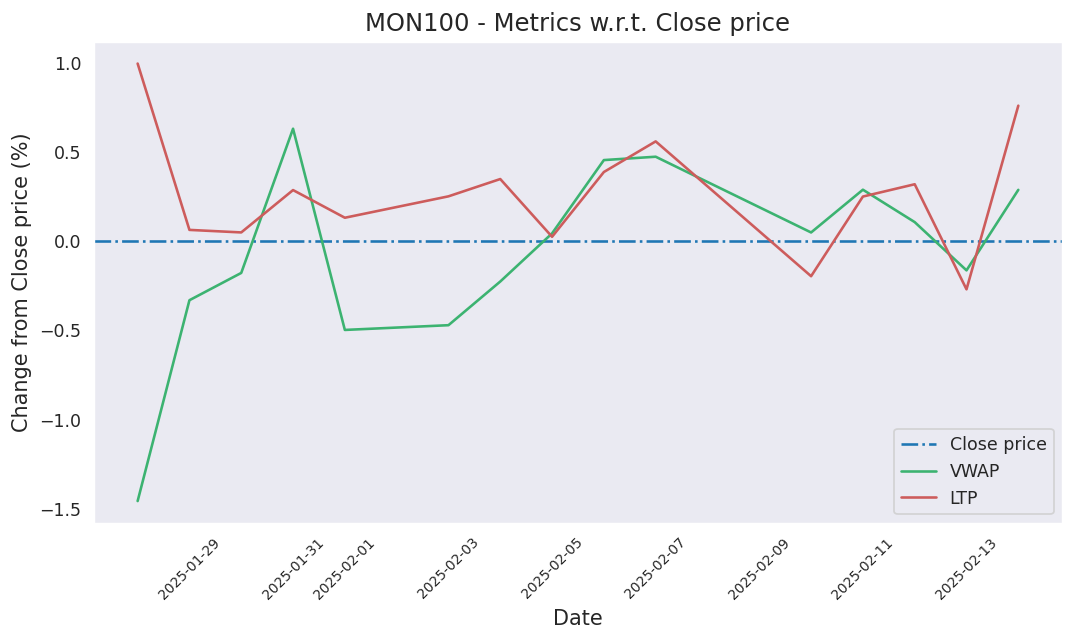 MON100 - Metrics w.r.t. Close price
Change from Close price (%)
1.0
0.5
0.0
−0.5
−1.0
−1.5
Close price
VWAP
LTP
2025-01-29
2025-01-31
2025-02-01
2025-02-03
2025-02-05
2025-02-07
2025-02-09
2025-02-11
2025-02-13
Date